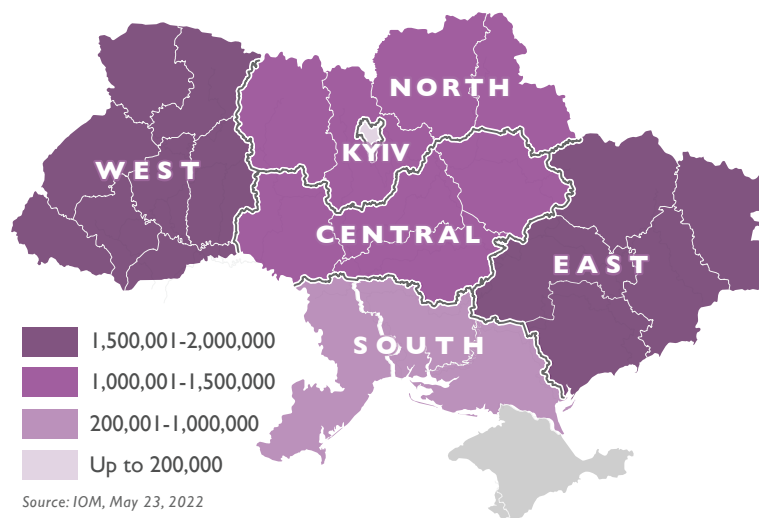 NORTH
KYIV
WEST
CENTRAL
EAST
SOUTH
1,500,001-2,000,000
1,000,001-1,500,000
200,001-1,000,000
Up to 200,000
Source: IOM, May 23, 2022